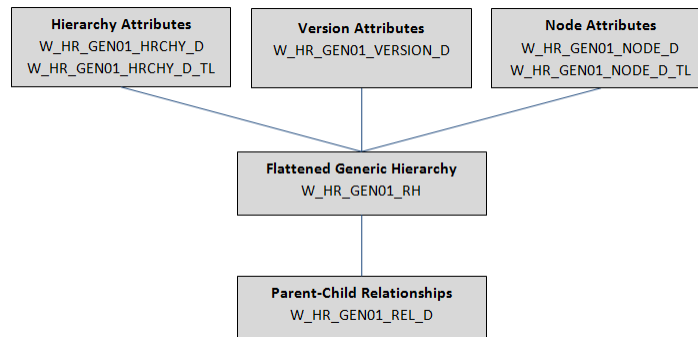 Hierarchy Attributes
W_HR_GEN01_HRCHY_D
W_HR_GEN01_HRCHY_D_TL
Version Attributes
W_HR_GEN01_VERSION_D
Node Attributes
W_HR_GEN01_NODE_D
W_HR_GEN01_NODE_D_TL
Flattened Generic Hierarchy
W_HR_GEN01_RH
Parent-Child Relationships
W_HR_GEN01_REL_D